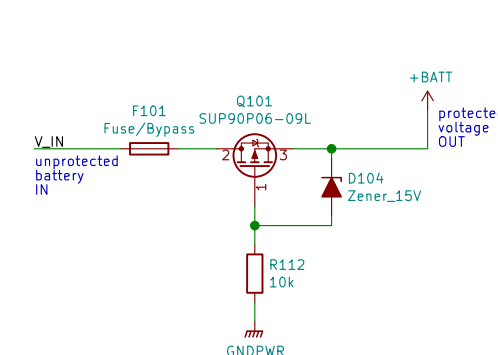 +BATT
Q101
SUP90P06-09L
F101
Fuse/Bypass
protecte
voltage
OUT
V_IN
2
3
unprotected
battery
IN
1
D104
Zener_15V
R112
10k
GNDPWR